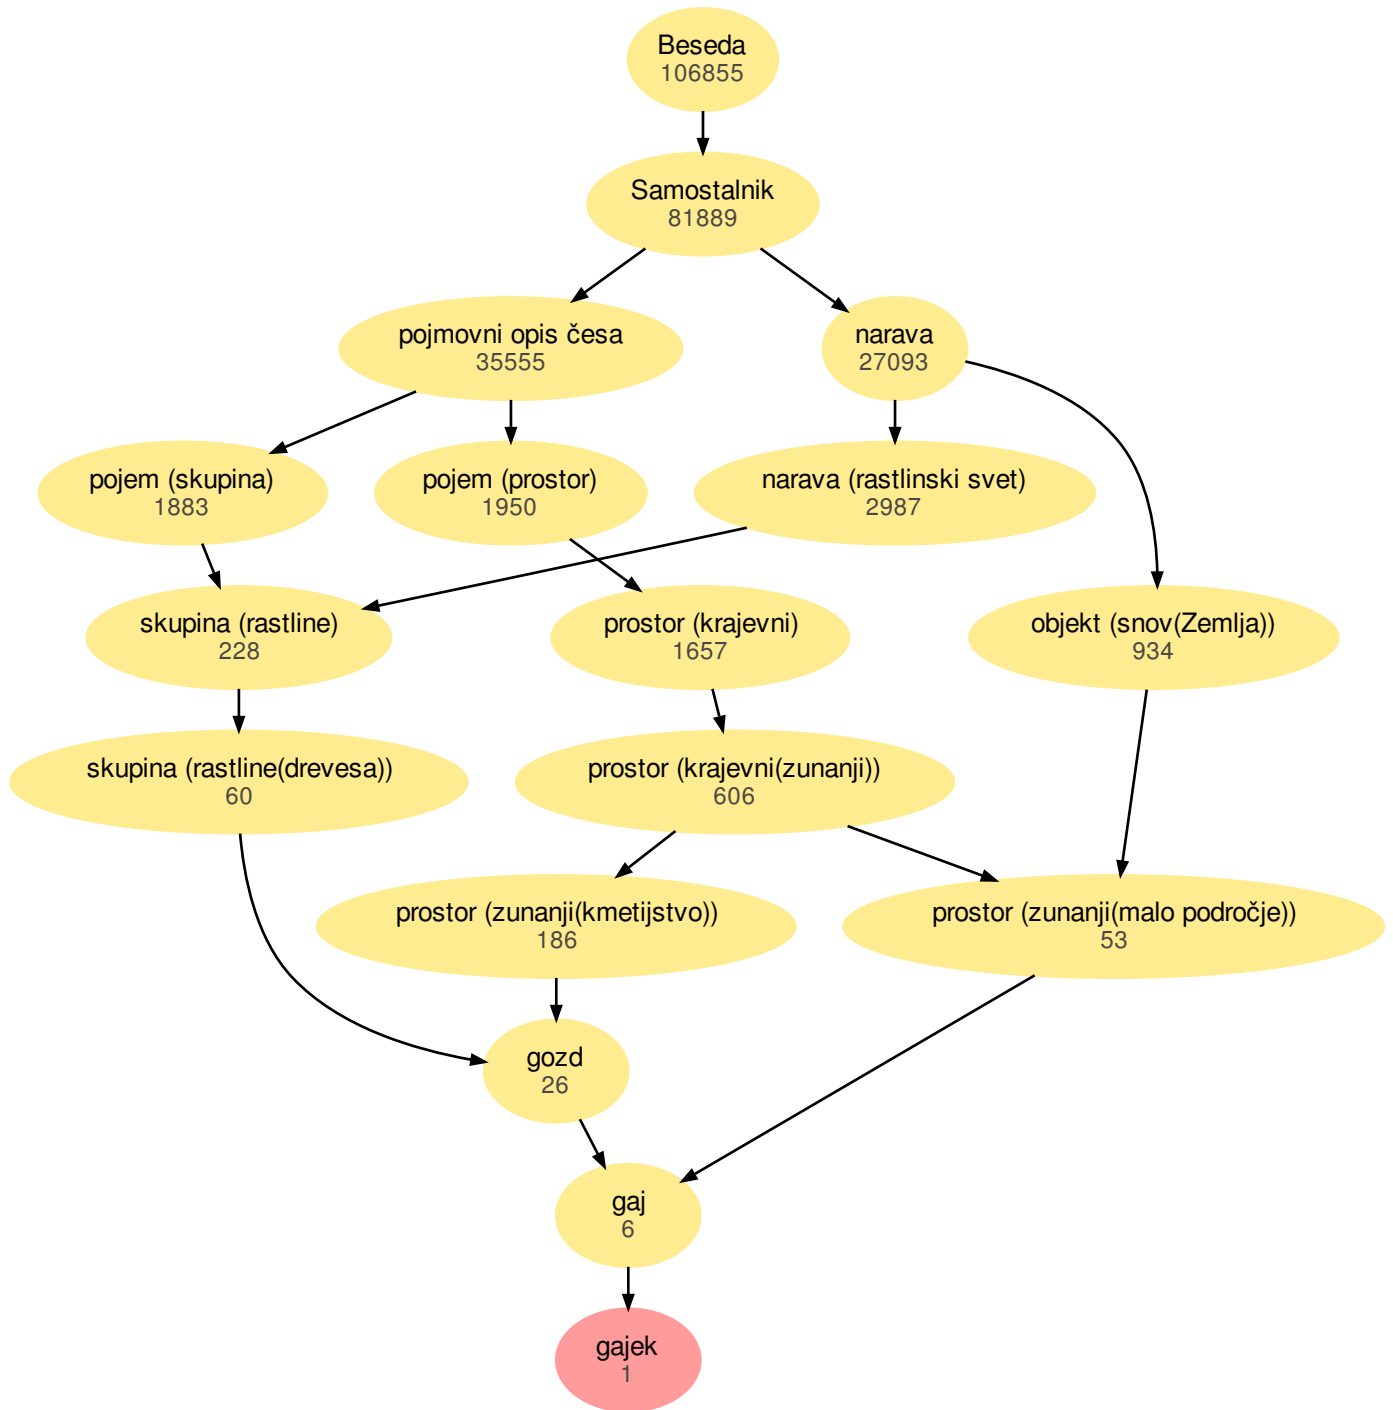 Beseda
106855
Samostalnik
81889
pojmovni opis česa
35555
narava
27093
pojem (skupina)
1883
pojem (prostor)
1950
narava (rastlinski svet)
2987
skupina (rastline)
228
prostor (krajevni)
1657
objekt (snov(Zemlja))
934
skupina (rastline(drevesa))
60
prostor (krajevni(zunanji))
606
prostor (zunanji(kmetijstvo))
186
prostor (zunanji(malo področje))
53
gozd
26
gaj
6
gajek
1